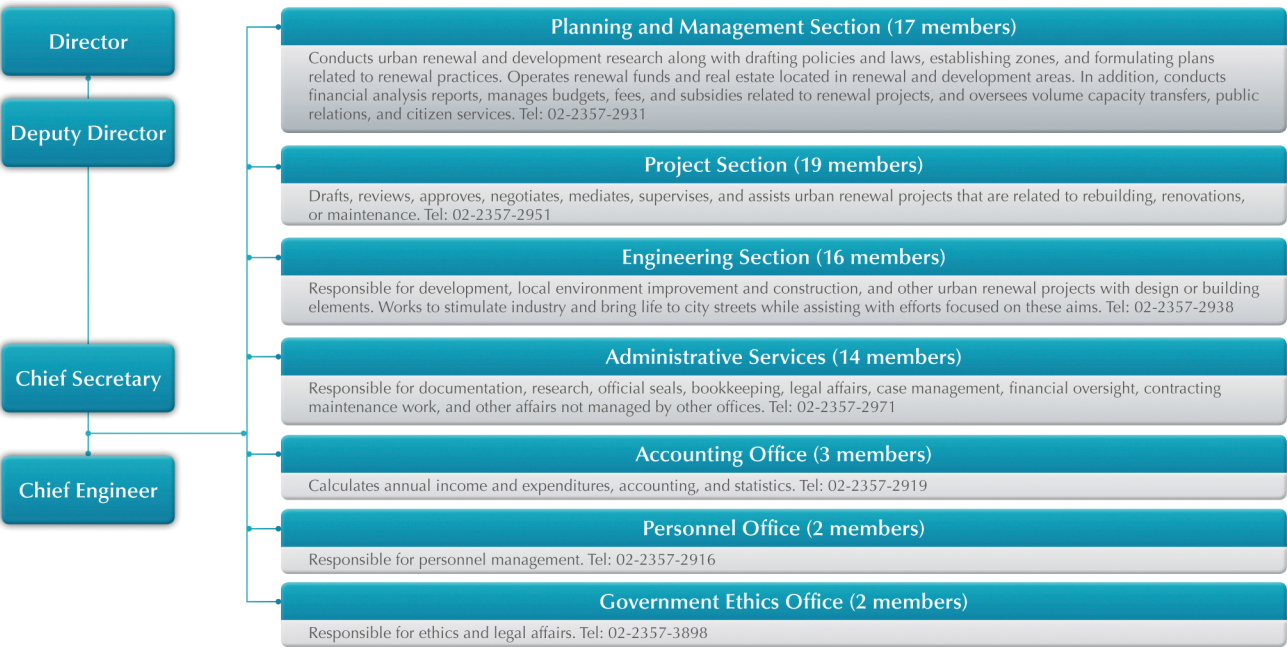 Director
Deputy Director
Chief Secretary
Chief Engineer
Planning and Management Section (17 members)
Conducts urban renewal and development research along with drafting policies and laws, establishing zones, and formulating plans
related to renewal practices. Operates renewal funds and real estate located in renewal and development areas. In addition, conducts
financial analysis reports, manages budgets, fees, and subsidies related to renewal projects, and oversees volume capacity transfers, public
relations, and citizen services. Tel: 02-2357-2931
Project Section (19 members)
Drafts, reviews, approves, negotiates, mediates, supervises, and assists urban renewal projects that are related to rebuilding, renovations,
or maintenance. Tel: 02-2357-2951
Engineering Section (16 members)
Responsible for development, local environment improvement and construction, and other urban renewal projects with design or building
elements. Works to stimulate industry and bring life to city streets while assisting with efforts focused on these aims. Tel: 02-2357-2938
Administrative Services (14 members)
Responsible for documentation, research, official seals, bookkeeping, legal affairs, case management, financial oversight, contracting
maintenance work, and other affairs not managed by other offices. Tel: 02-2357-2971
Accounting Office (3 members)
Calculates annual income and expenditures, accounting, and statistics. Tel: 02-2357-2919
Personnel Office (2 members)
Responsible for personnel management. Tel: 02-2357-2916
Government Ethics Office (2 members)
Responsible for ethics and legal affairs. Tel: 02-2357-3898